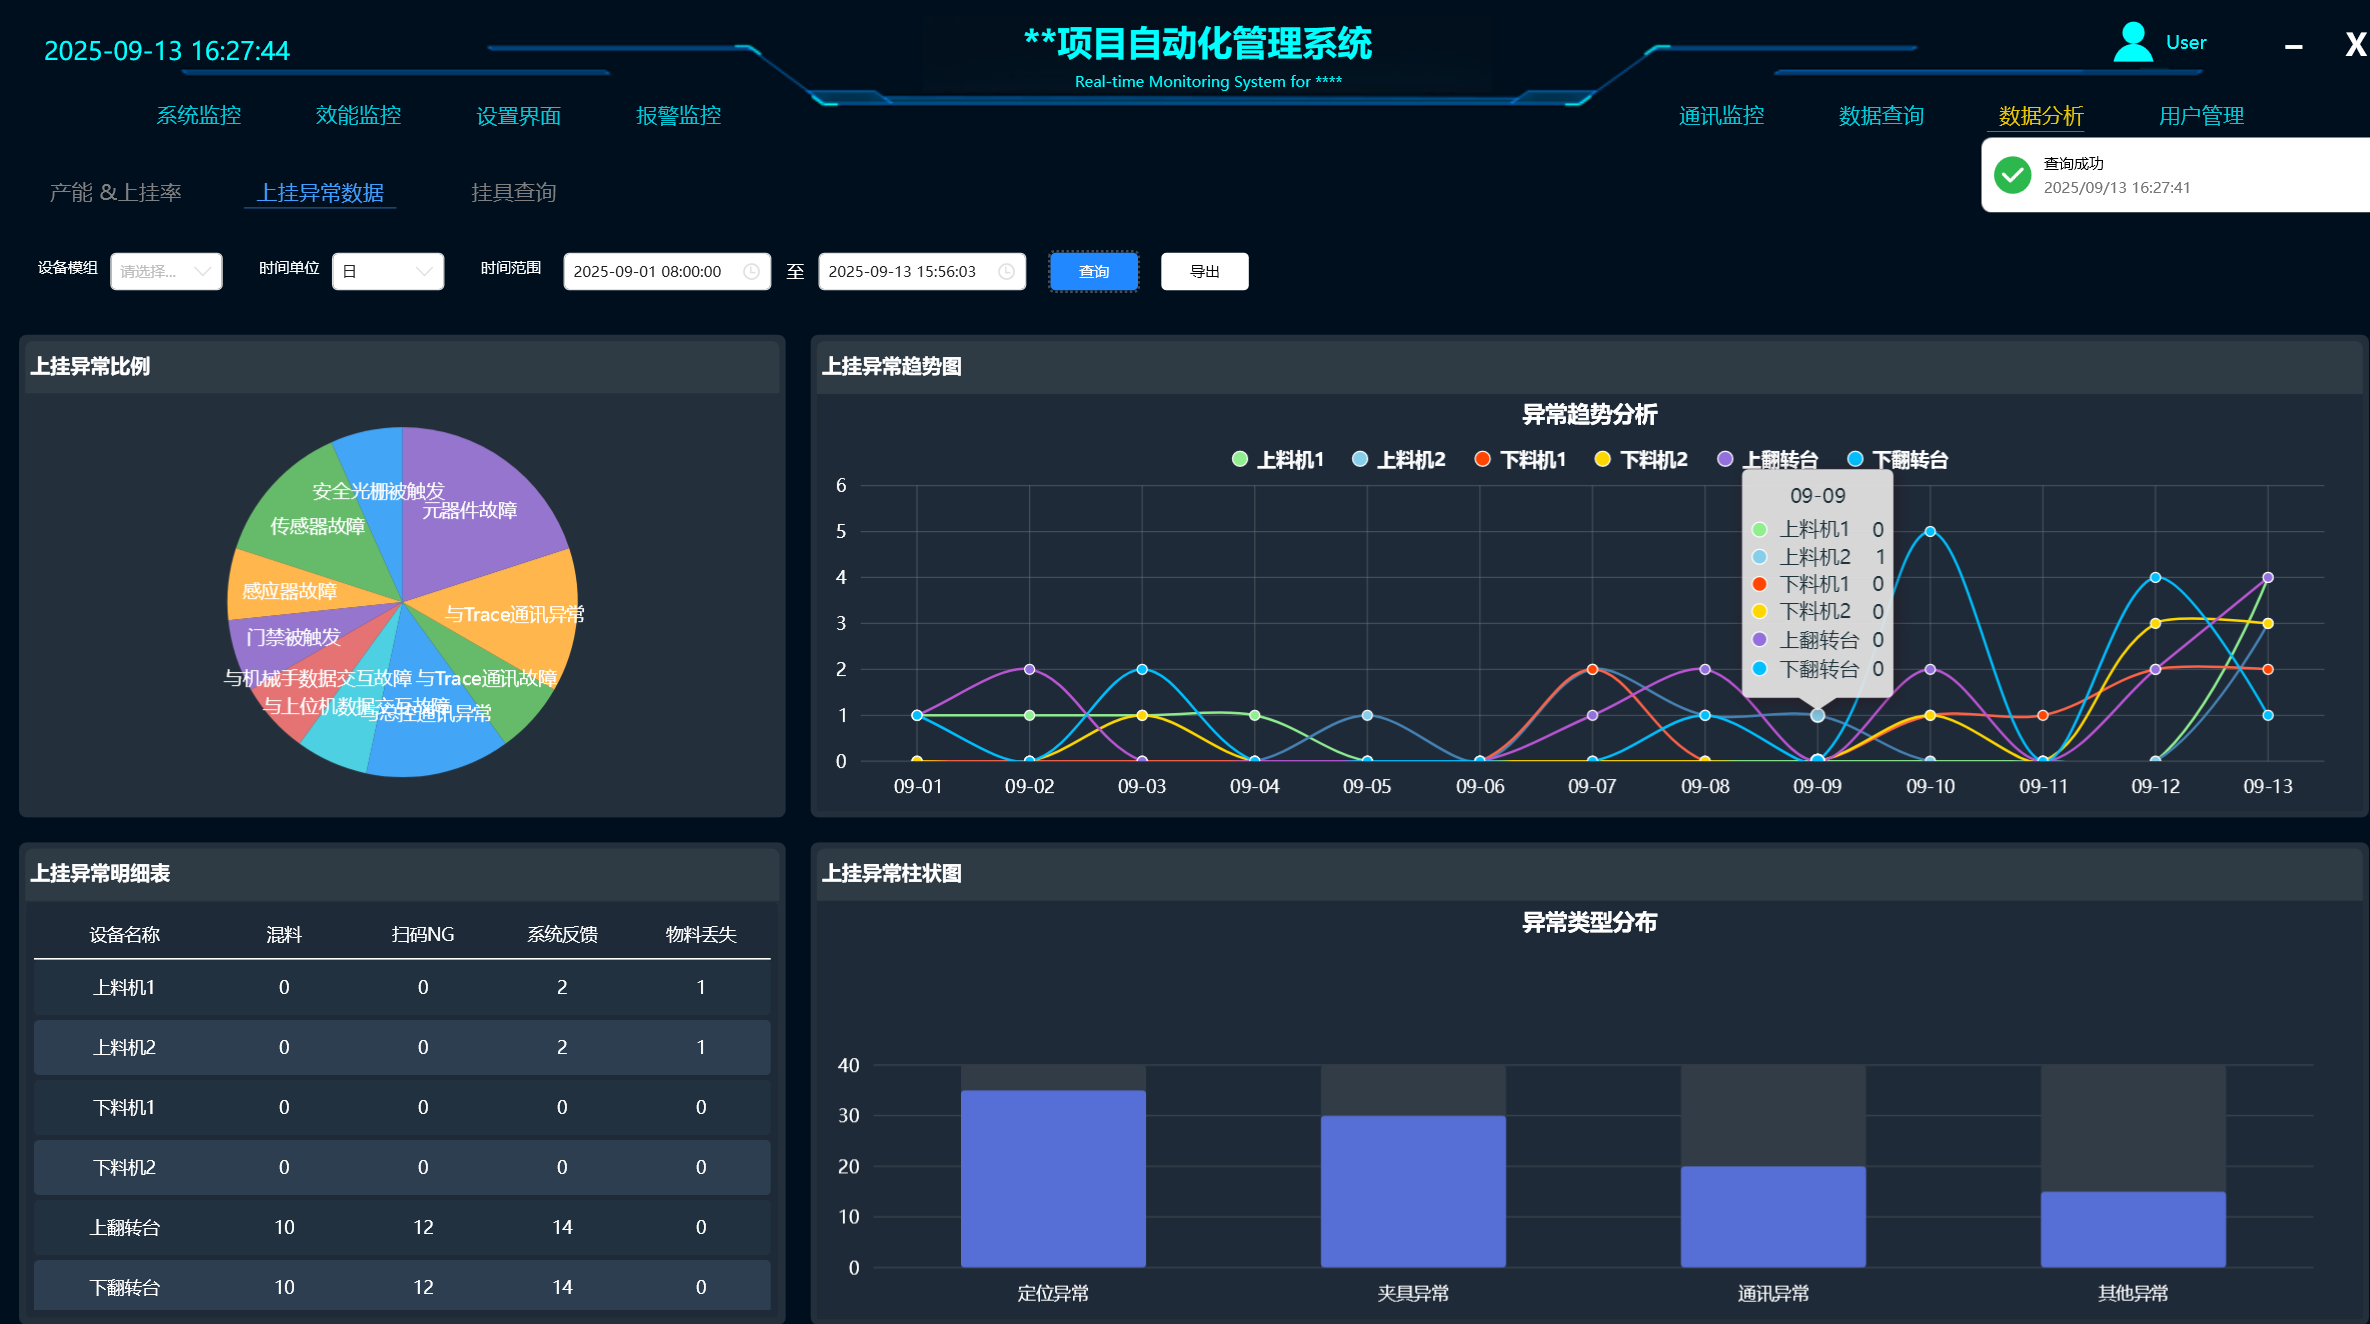 2025-09-13 16:27:44
**项目自动化管理系统
Real-time Monitoring System for ****
User
X
系统监控 效能监控 设置界面 报警监控 通讯监控 数据查询 数据分析 用户管理
查询成功
2025/09/13 16:27:41
产能 &上挂率 上挂异常数据 挂具查询
设备模组 请选择... 时间单位 日 时间范围 2025-09-01 08:00:00 至 2025-09-13 15:56:03 查询 导出
上挂异常比例
安全光栅被触发
元器件故障
传感器故障
感应器故障
与Trace通讯异常
门禁被触发
与机械手数据交互故障
与Trace通讯故障
与上位机数据交互故障
与总控通讯异常
上挂异常趋势图
异常趋势分析
上料机1 上料机2 下料机1 下料机2 上翻转台 下翻转台
6
5
4
3
2
1
0
09-09
上料机1 0
上料机2 1
下料机1 0
下料机2 0
上翻转台 0
下翻转台 0
09-01 09-02 09-03 09-04 09-05 09-06 09-07 09-08 09-09 09-10 09-11 09-12 09-13
上挂异常明细表
设备名称 混料 扫码NG 系统反馈 物料丢失
上料机1 0 0 2 1
上料机2 0 0 2 1
下料机1 0 0 0 0
下料机2 0 0 0 0
上翻转台 10 12 14 0
下翻转台 10 12 14 0
上挂异常柱状图
异常类型分布
40
30
20
10
0
定位异常 夹具异常 通讯异常 其他异常